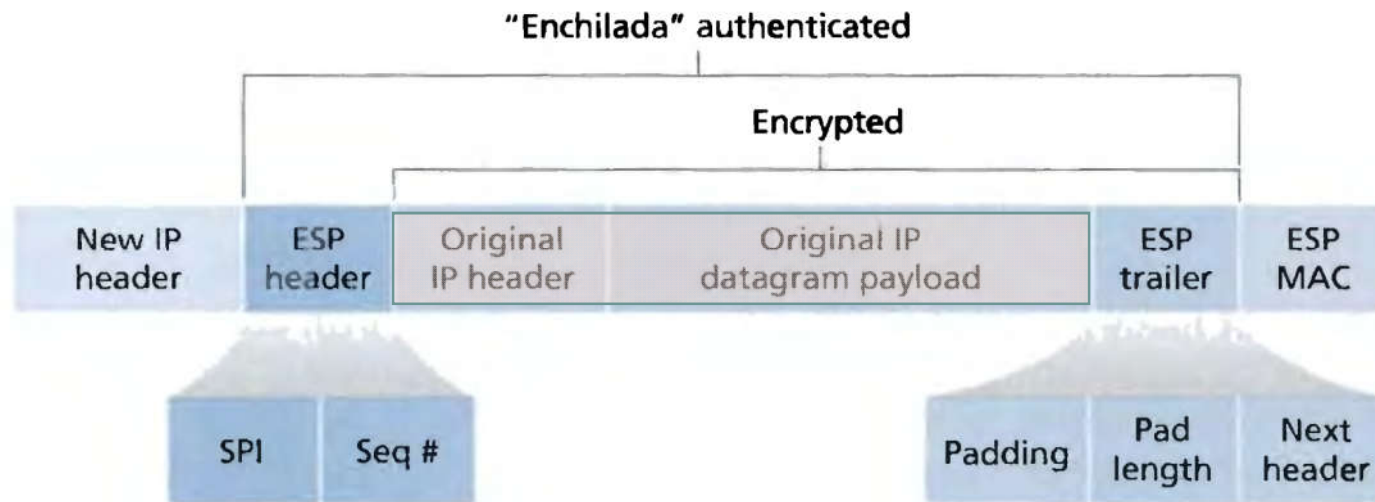 “Enchilada” authenticated
Encrypted
New IP
header
ESP
header
Original
IP header
Original IP
datagram payload
ESP
trailer
ESP
MAC
SPI
Seq #
Padding
Pad
length
Next
header